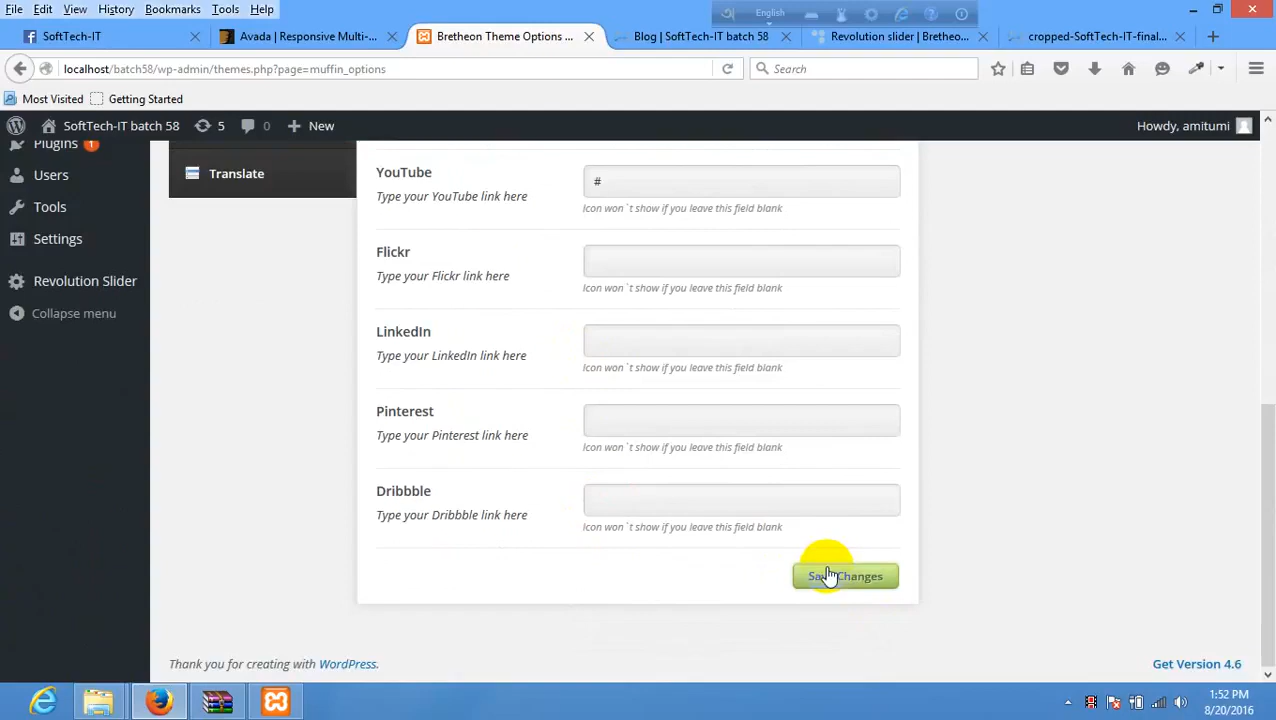 File Edit View History Bookmarks Tools Help
English
SoftTech-IT
Avada | Responsive Multi-...
Bretheon Theme Options ...
Blog | SoftTech-IT batch 58
Revolution slider | Bretheo...
cropped-SoftTech-IT-final...
localhost/batch58/wp-admin/themes.php?page=muffin_options
Search
Most Visited
Getting Started
SoftTech-IT batch 58
5
0
New
Howdy, amitumi
Plugins 1
Users
Tools
Settings
Revolution Slider
Collapse menu
Translate
YouTube
Type your YouTube link here
#
Icon won`t show if you leave this field blank
Flickr
Type your Flickr link here
Icon won`t show if you leave this field blank
LinkedIn
Type your LinkedIn link here
Icon won`t show if you leave this field blank
Pinterest
Type your Pinterest link here
Icon won`t show if you leave this field blank
Dribbble
Type your Dribbble link here
Icon won`t show if you leave this field blank
Save Changes
Thank you for creating with WordPress.
Get Version 4.6
1:52 PM
8/20/2016